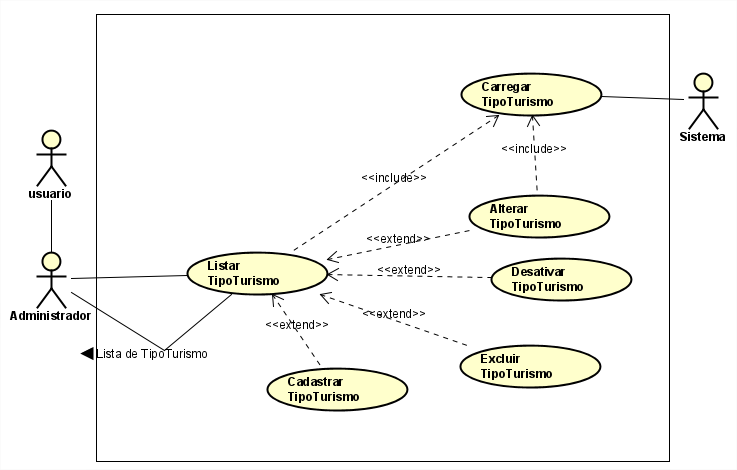 Carregar
TipoTurismo
Sistema
<<include>>
<<include>>
usuario
Alterar
TipoTurismo
<<extend>>
Listar
TipoTurismo
<<extend>>
Desativar
TipoTurismo
Administrador
<<extend>>
<<extend>>
Lista de TipoTurismo
Excluir
TipoTurismo
Cadastrar
TipoTurismo